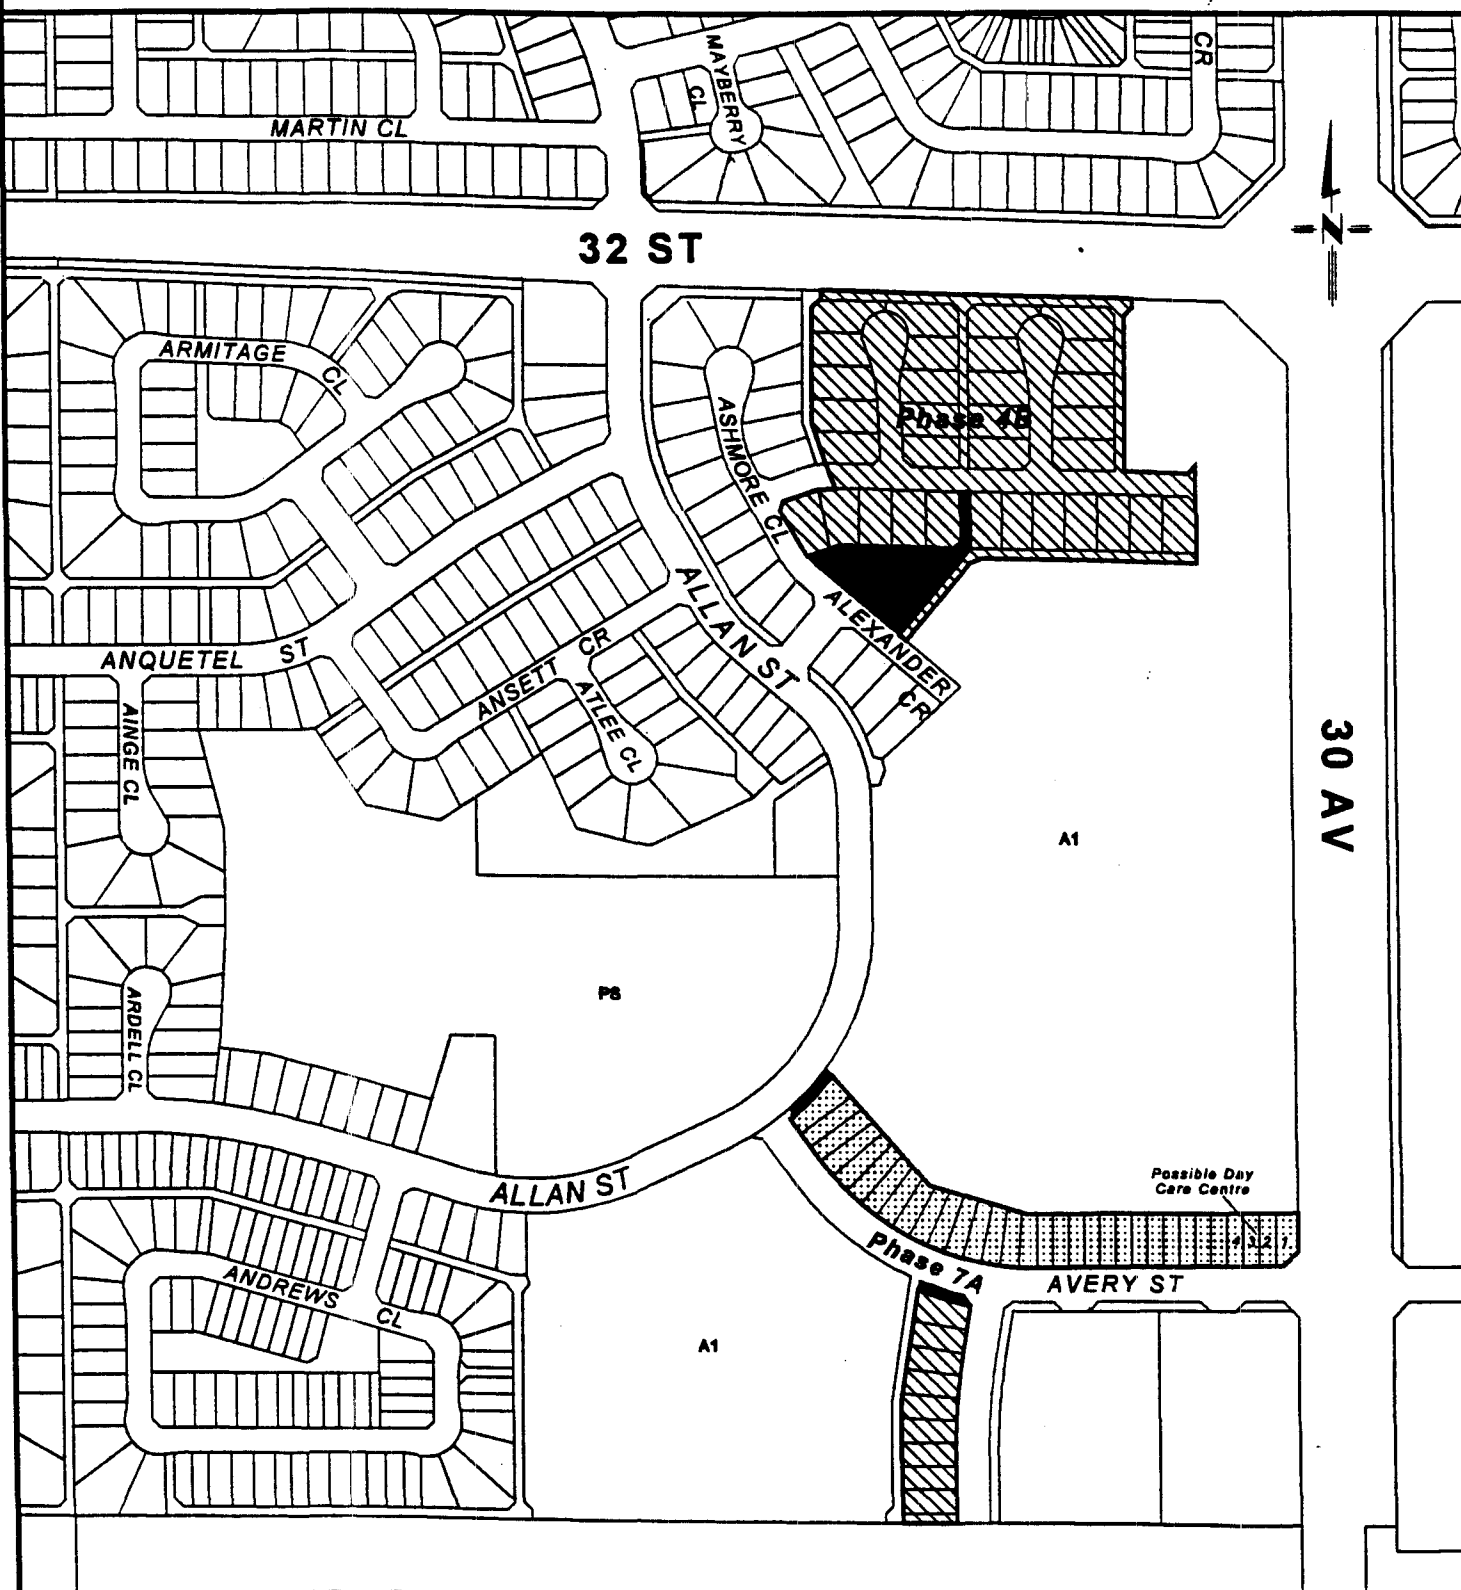 CR
MAYBERRY
CL
MARTIN CL
N
32 ST
ARMITAGE
CL
ASHMORE CL
Phase 4B
ALLAN ST
ALEXANDER
CR
ANQUETEL ST
ANSETT CR
ATLEE CL
AINGE CL
30 AV
A1
PS
ARDELL CL
ALLAN ST
Possible Day
Care Centre
4 3 2 1
Phase 7A
AVERY ST
ANDREWS
CL
A1